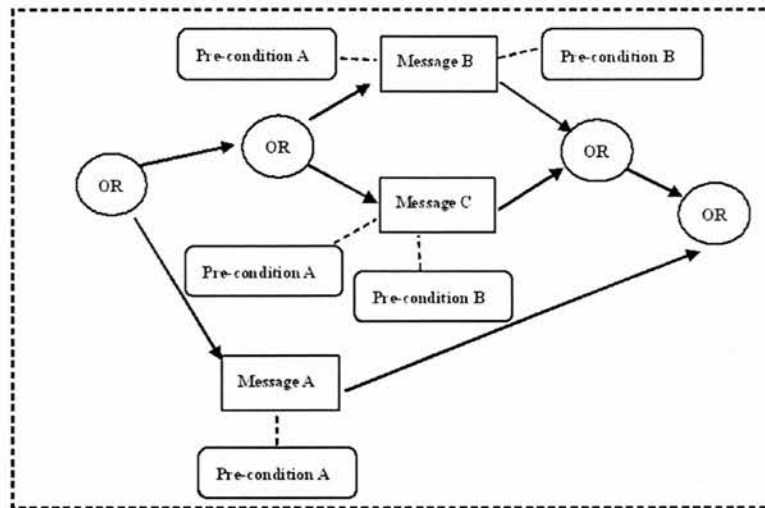 Pre-condition A
Message B
Pre-condition B
OR
OR
OR
Message C
OR
Pre-condition A
Pre-condition B
Message A
Pre-condition A